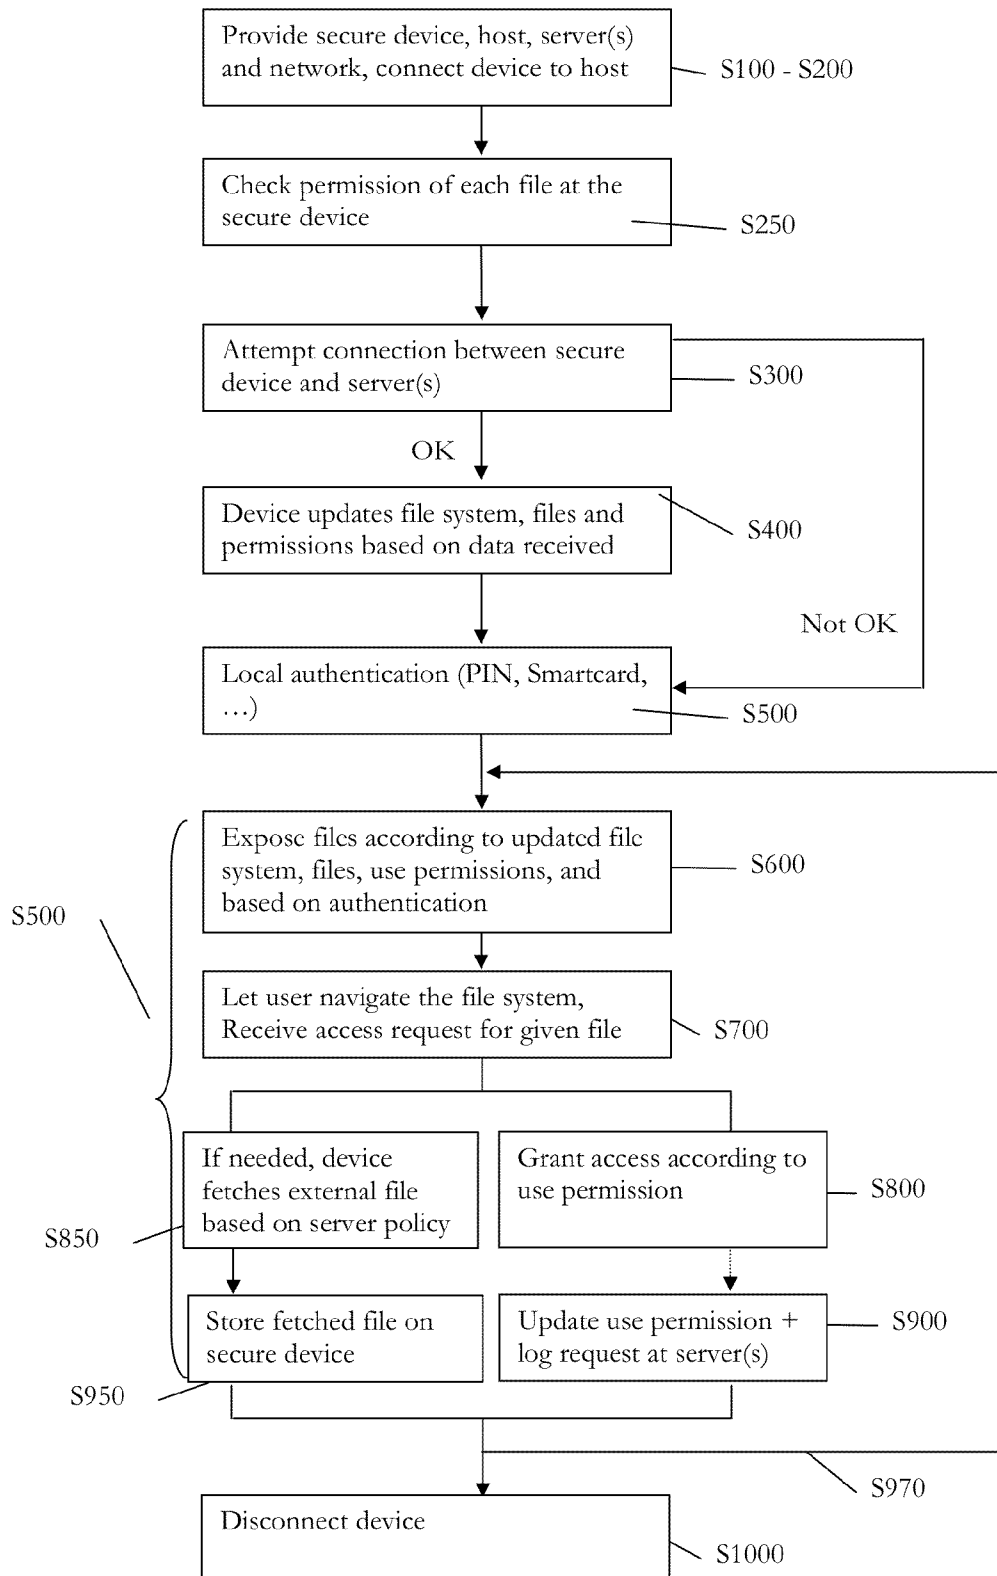 Provide secure device, host, server(s)
and network, connect device to host
S100 - S200
Check permission of each file at the
secure device
S250
Attempt connection between secure
device and server(s)
S300
OK
Device updates file system, files and
permissions based on data received
S400
Not OK
Local authentication (PIN, Smartcard,
…)
S500
Expose files according to updated file
system, files, use permissions, and
based on authentication
S600
S500
Let user navigate the file system,
Receive access request for given file
S700
If needed, device
fetches external file
based on server policy
S850
Grant access according to
use permission
S800
Store fetched file on
secure device
S950
Update use permission +
log request at server(s)
S900
S970
Disconnect device
S1000